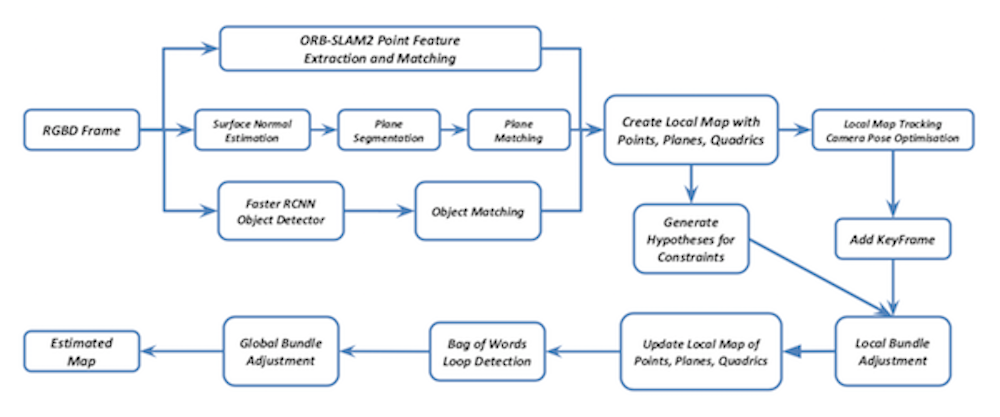 ORB-SLAM2 Point Feature
Extraction and Matching
RGBD Frame
Surface Normal
Estimation
Plane
Segmentation
Plane
Matching
Create Local Map with
Points, Planes, Quadrics
Local Map Tracking
Camera Pose Optimisation
Faster RCNN
Object Detector
Object Matching
Generate
Hypotheses for
Constraints
Add KeyFrame
Estimated
Map
Global Bundle
Adjustment
Bag of Words
Loop Detection
Update Local Map of
Points, Planes, Quadrics
Local Bundle
Adjustment